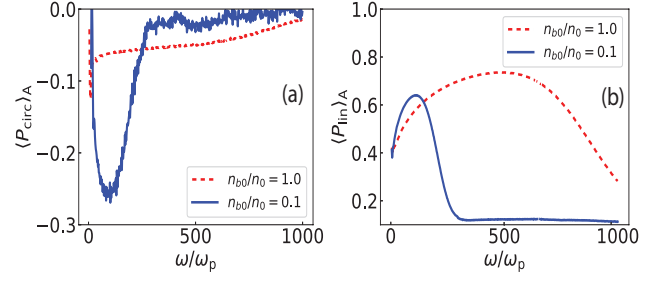 0.0
−0.1
−0.2
−0.3
⟨P_circ⟩_A
(a)
n_b0/n_0 = 1.0
n_b0/n_0 = 0.1
0
500
1000
ω/ω_p
1.0
0.8
0.6
0.4
0.2
⟨P_lin⟩_A
n_b0/n_0 = 1.0
n_b0/n_0 = 0.1
(b)
0
500
1000
ω/ω_p